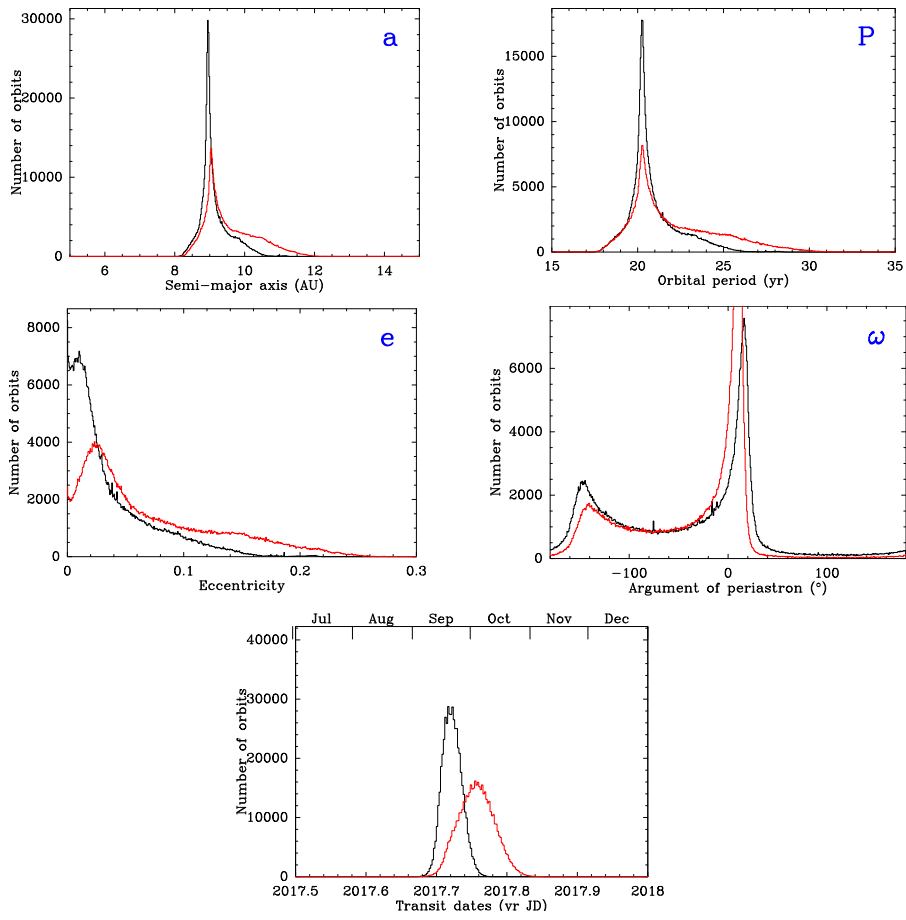 a
Number of orbits
30000
20000
10000
0
6 8 10 12 14
Semi-major axis (AU)
P
Number of orbits
15000
10000
5000
0
15 20 25 30 35
Orbital period (yr)
e
Number of orbits
8000
6000
4000
2000
0
0 0.1 0.2 0.3
Eccentricity
ω
Number of orbits
6000
4000
2000
0
−100 0 100
Argument of periastron (°)
Jul Aug Sep Oct Nov Dec
Number of orbits
40000
30000
20000
10000
0
2017.5 2017.6 2017.7 2017.8 2017.9 2018
Transit dates (yr JD)